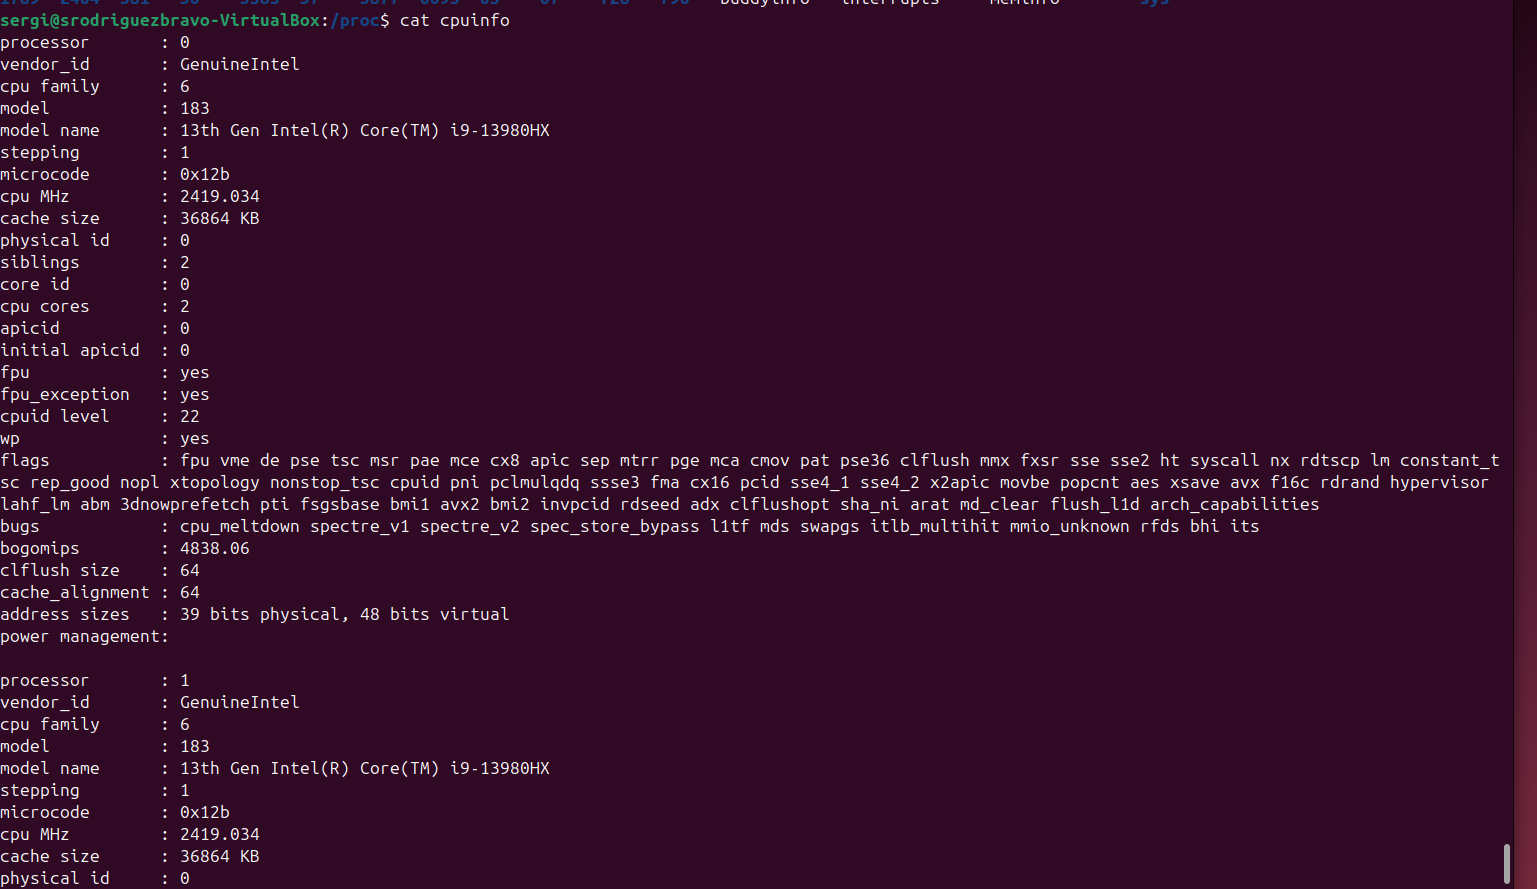 sergi@srodriguezbravo-VirtualBox:/proc$ cat cpuinfo
processor       : 0
vendor_id       : GenuineIntel
cpu family      : 6
model           : 183
model name      : 13th Gen Intel(R) Core(TM) i9-13980HX
stepping        : 1
microcode       : 0x12b
cpu MHz         : 2419.034
cache size      : 36864 KB
physical id     : 0
siblings        : 2
core id         : 0
cpu cores       : 2
apicid          : 0
initial apicid  : 0
fpu             : yes
fpu_exception   : yes
cpuid level     : 22
wp              : yes
flags           : fpu vme de pse tsc msr pae mce cx8 apic sep mtrr pge mca cmov pat pse36 clflush mmx fxsr sse sse2 ht syscall nx rdtscp lm constant_t
sc rep_good nopl xtopology nonstop_tsc cpuid pni pclmulqdq ssse3 fma cx16 pcid sse4_1 sse4_2 x2apic movbe popcnt aes xsave avx f16c rdrand hypervisor
lahf_lm abm 3dnowprefetch pti fsgsbase bmi1 avx2 bmi2 invpcid rdseed adx clflushopt sha_ni arat md_clear flush_l1d arch_capabilities
bugs            : cpu_meltdown spectre_v1 spectre_v2 spec_store_bypass l1tf mds swapgs itlb_multihit mmio_unknown rfds bhi its
bogomips        : 4838.06
clflush size    : 64
cache_alignment : 64
address sizes   : 39 bits physical, 48 bits virtual
power management:
processor       : 1
vendor_id       : GenuineIntel
cpu family      : 6
model           : 183
model name      : 13th Gen Intel(R) Core(TM) i9-13980HX
stepping        : 1
microcode       : 0x12b
cpu MHz         : 2419.034
cache size      : 36864 KB
physical id     : 0